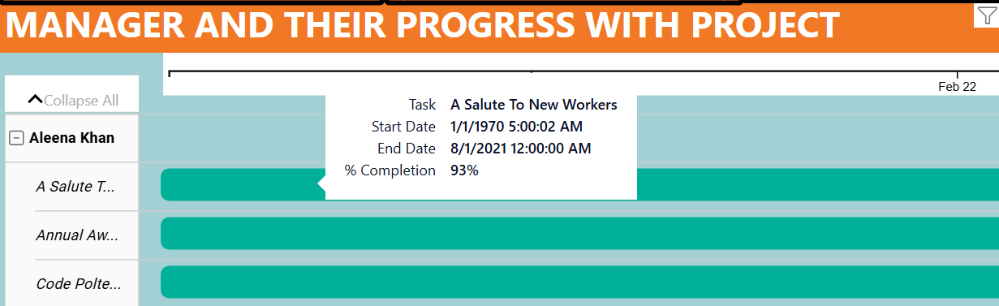 MANAGER AND THEIR PROGRESS WITH PROJECT
Feb 22
Collapse All
Task A Salute To New Workers
Start Date 1/1/1970 5:00:02 AM
End Date 8/1/2021 12:00:00 AM
% Completion 93%
Aleena Khan
A Salute T...
Annual Aw...
Code Polte...